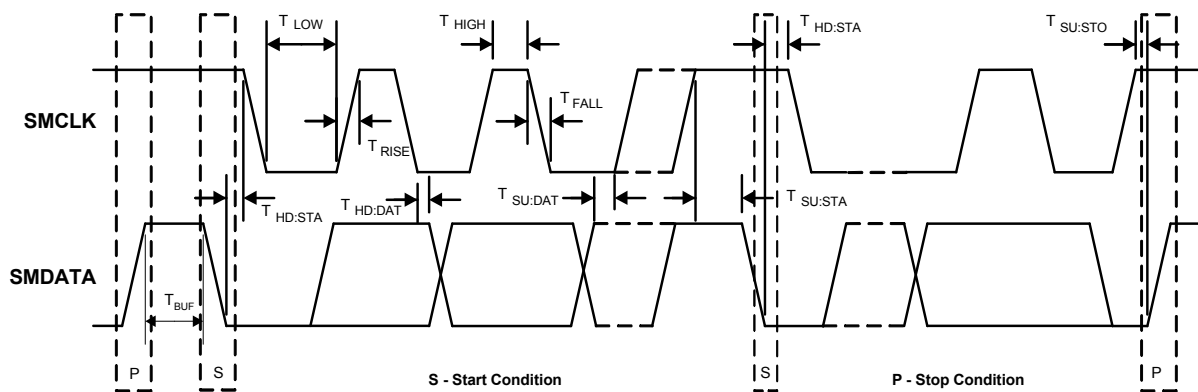 T LOW
T HIGH
T HD:STA
T SU:STO
SMCLK
T FALL
T RISE
T HD:STA
T HD:DAT
T SU:DAT
T SU:STA
SMDATA
T BUF
P
S
S - Start Condition
S
P - Stop Condition
P